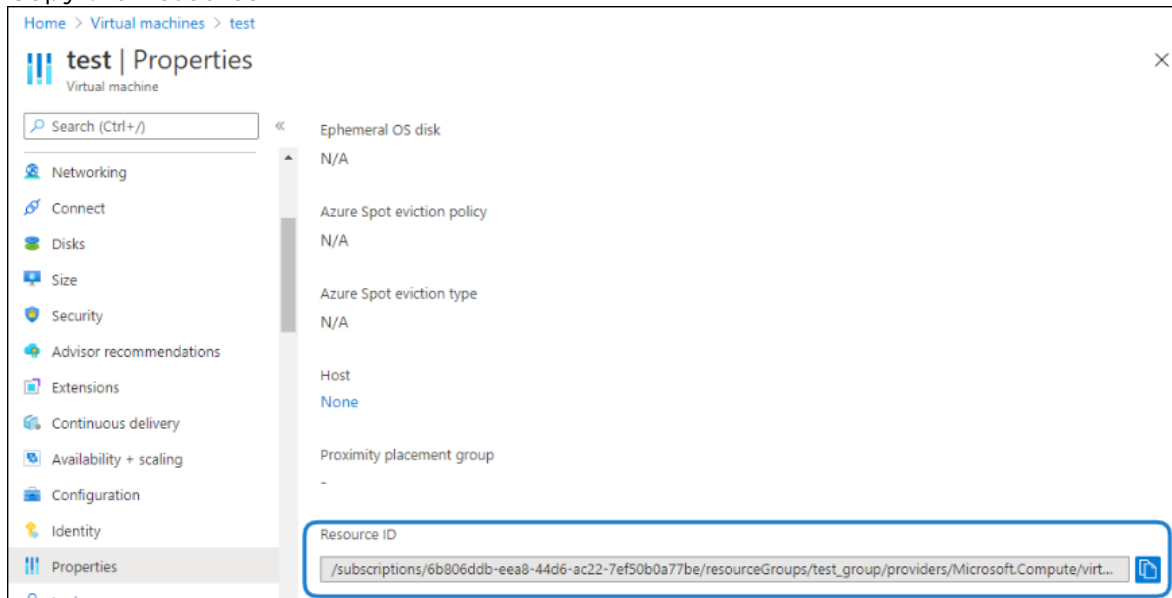 Home > Virtual machines > test
test | Properties
Virtual machine
Search (Ctrl+/)
«
Networking
Connect
Disks
Size
Security
Advisor recommendations
Extensions
Continuous delivery
Availability + scaling
Configuration
Identity
Properties
Ephemeral OS disk
N/A
Azure Spot eviction policy
N/A
Azure Spot eviction type
N/A
Host
None
Proximity placement group
-
Resource ID
/subscriptions/6b806ddb-eea8-44d6-ac22-7ef50b0a77be/resourceGroups/test_group/providers/Microsoft.Compute/virt...